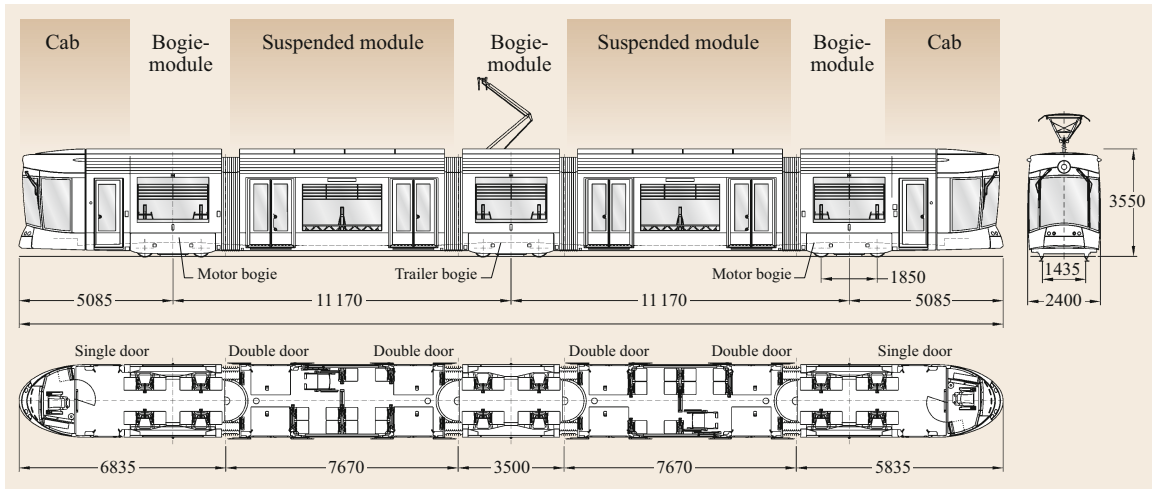 Cab
Bogie-
module
Suspended module
Bogie-
module
Suspended module
Bogie-
module
Cab
3550
Motor bogie
Trailer bogie
Motor bogie
1850
1435
5085
11 170
11 170
5085
2400
Single door
Double door
Double door
Double door
Double door
Single door
6835
7670
3500
7670
5835